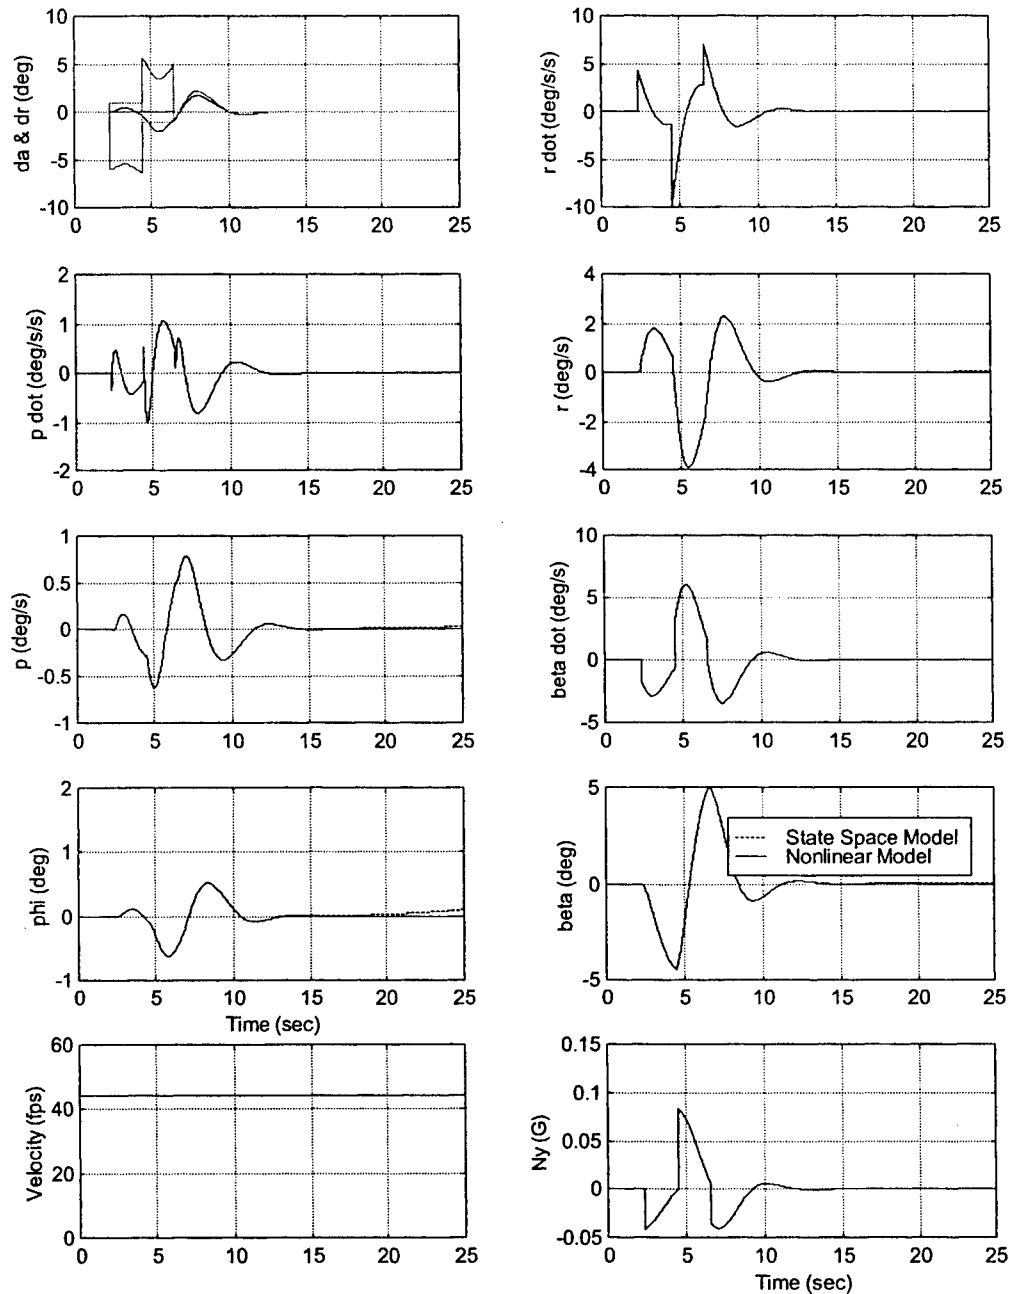 da & dr (deg)
10
5
0
-5
-10
0 5 10 15 20 25
r dot (deg/s/s)
10
5
0
-5
-10
0 5 10 15 20 25
p dot (deg/s/s)
2
1
0
-1
-2
0 5 10 15 20 25
r (deg/s)
4
2
0
-2
-4
0 5 10 15 20 25
p (deg/s)
1
0.5
0
-0.5
-1
0 5 10 15 20 25
beta dot (deg/s)
10
5
0
-5
0 5 10 15 20 25
phi (deg)
2
1
0
-1
0 5 10 15 20 25
Time (sec)
beta (deg)
5
0
-5
0 5 10 15 20 25
State Space Model
Nonlinear Model
Velocity (fps)
60
40
20
0
0 5 10 15 20 25
Ny (G)
0.15
0.1
0.05
0
-0.05
0 5 10 15 20 25
Time (sec)